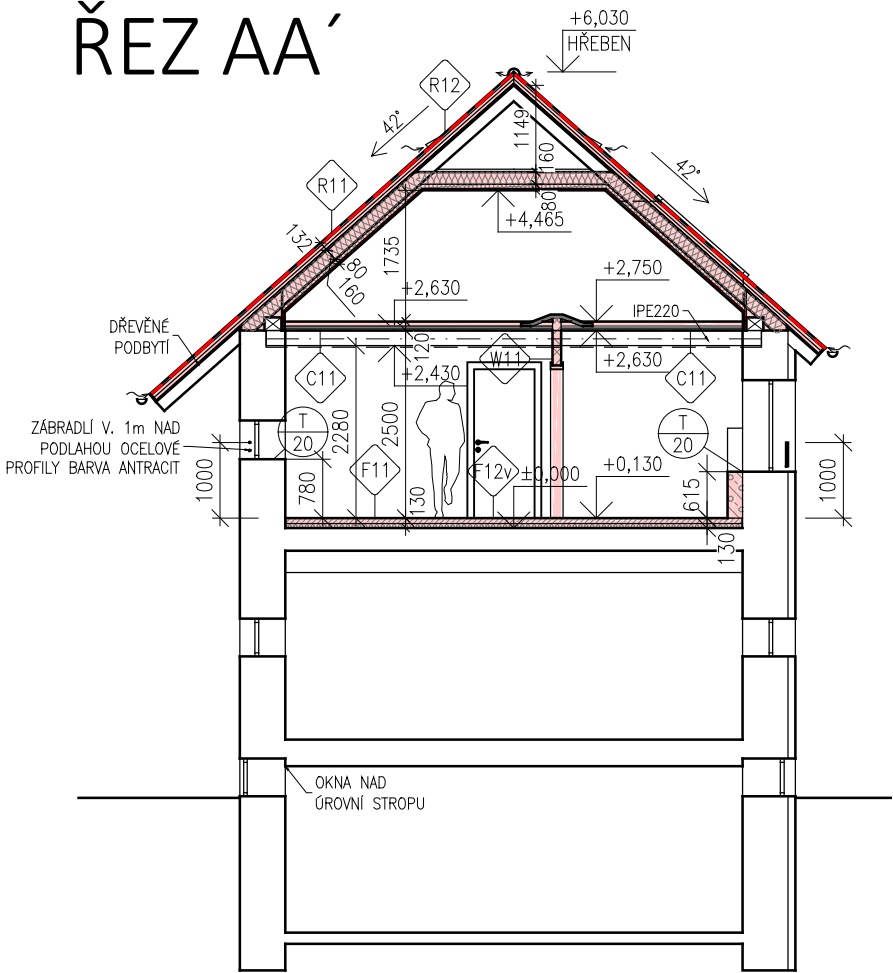 ŘEZ AA´
+6,030
HŘEBEN
R12
42°
1149
42°
160
R11
80
+4,465
132
80
160
1735
+2,630
+2,750
IPE220
DŘEVĚNÉ
PODBYTÍ
120
W11
+2,630
C11
+2,430
C11
ZÁBRADLÍ V. 1m NAD
PODLAHOU OCELOVÉ
PROFILY BARVA ANTRACIT
T
20
2280
2500
T
20
1000
780
F11
130
F12v
±0,000
+0,130
615
1000
130
OKNA NAD
ÚROVNÍ STROPU